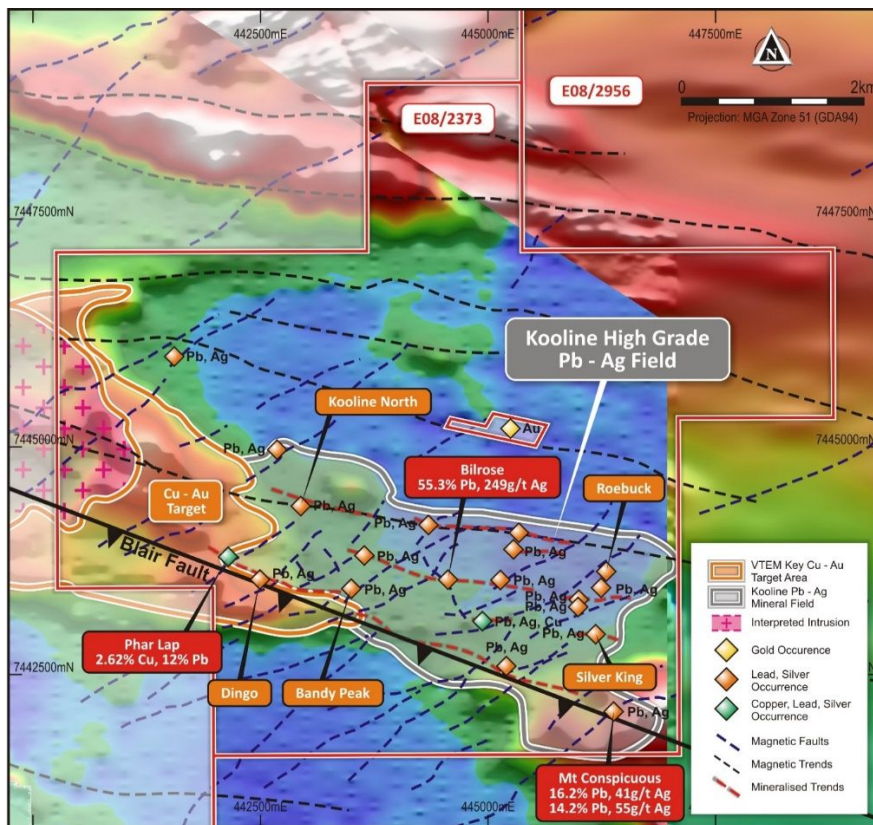 442500mE
445000mE
447500mE
N
E08/2373
E08/2956
0
2km
Projection: MGA Zone 51 (GDA94)
7447500mN
7447500mN
Kooline High Grade
Pb - Ag Field
Pb, Ag
Kooline North
Au
7445000mN
7445000mN
Pb, Ag
Bilrose
55.3% Pb, 249g/t Ag
Roebuck
Cu - Au
Target
Pb, Ag
Pb, Ag
Pb, Ag
Blair Fault
Pb, Ag
Pb, Ag
Pb, Ag
Pb, Ag
Pb, Ag
Pb, Ag
Pb, Ag
Pb, Ag, Cu
Pb, Ag
Pb, Ag
Phar Lap
2.62% Cu, 12% Pb
Dingo
Bandy Peak
Silver King
7442500mN
7442500mN
Pb, Ag
Mt Conspicuous
16.2% Pb, 41g/t Ag
14.2% Pb, 55g/t Ag
VTEM Key Cu - Au
Target Area
Kooline Pb - Ag
Mineral Field
Interpreted Intrusion
Gold Occurence
Lead, Silver
Occurrence
Copper, Lead, Silver
Occurrence
Magnetic Faults
Magnetic Trends
Mineralised Trends
442500mE
445000mE